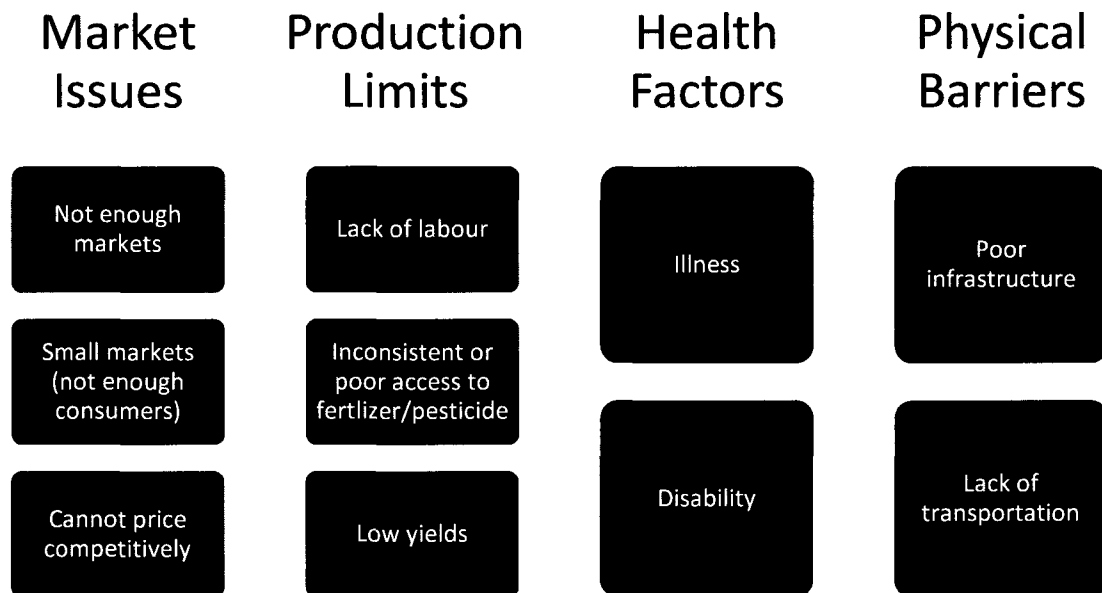 Market
Issues
Production
Limits
Health
Factors
Physical
Barriers
Not enough
markets
Small markets
(not enough
consumers)
Cannot price
competitively
Lack of labour
Inconsistent or
poor access to
fertlizer/pesticide
Low yields
Illness
Disability
Poor
infrastructure
Lack of
transportation